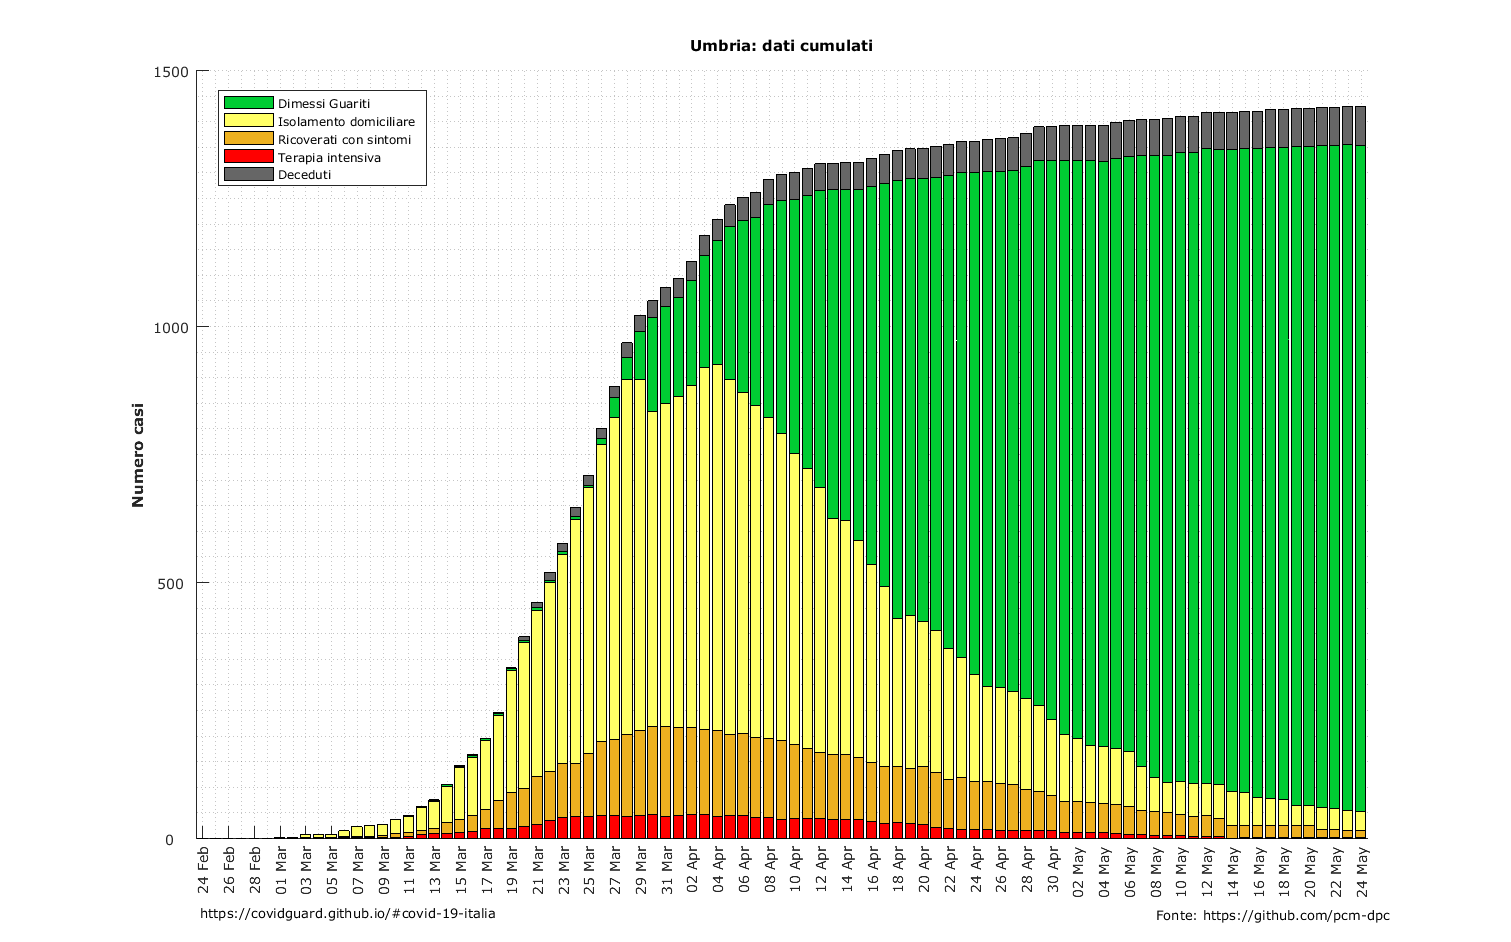 Umbria: dati cumulati
1500
1000
500
0
Numero casi
Dimessi Guariti
Isolamento domiciliare
Ricoverati con sintomi
Terapia intensiva
Deceduti
24 Feb
26 Feb
28 Feb
01 Mar
03 Mar
05 Mar
07 Mar
09 Mar
11 Mar
13 Mar
15 Mar
17 Mar
19 Mar
21 Mar
23 Mar
25 Mar
27 Mar
29 Mar
31 Mar
02 Apr
04 Apr
06 Apr
08 Apr
10 Apr
12 Apr
14 Apr
16 Apr
18 Apr
20 Apr
22 Apr
24 Apr
26 Apr
28 Apr
30 Apr
02 May
04 May
06 May
08 May
10 May
12 May
14 May
16 May
18 May
20 May
22 May
24 May
https://covidguard.github.io/#covid-19-italia
Fonte: https://github.com/pcm-dpc